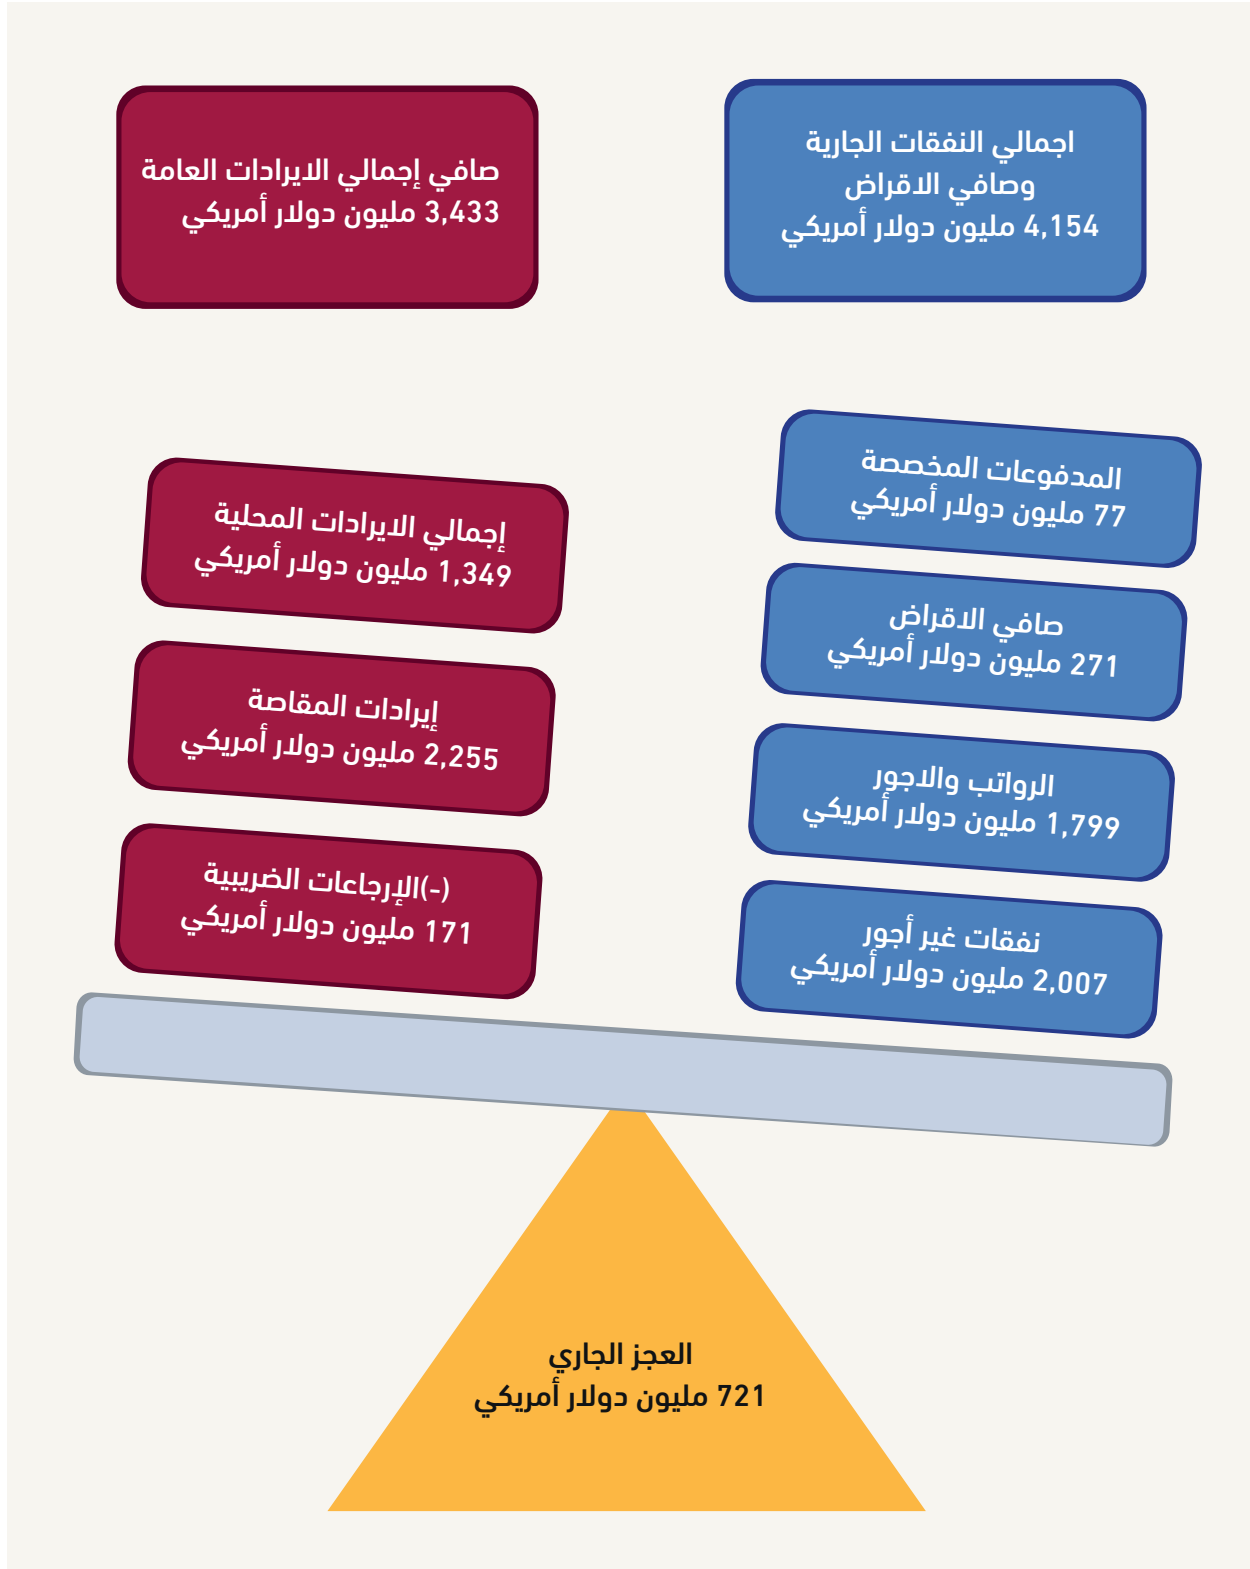 اجمالي النفقات الجارية
وصافي الاقراض
4,154 مليون دولار أمريكي
صافي إجمالي الايرادات العامة
3,433 مليون دولار أمريكي
المدفوعات المخصصة
77 مليون دولار أمريكي
صافي الاقراض
271 مليون دولار أمريكي
الرواتب والاجور
1,799 مليون دولار أمريكي
نفقات غير أجور
2,007 مليون دولار أمريكي
إجمالي الايرادات المحلية
1,349 مليون دولار أمريكي
إيرادات المقاصة
2,255 مليون دولار أمريكي
(-)الإرجاعات الضريبية
171 مليون دولار أمريكي
العجز الجاري
721 مليون دولار أمريكي